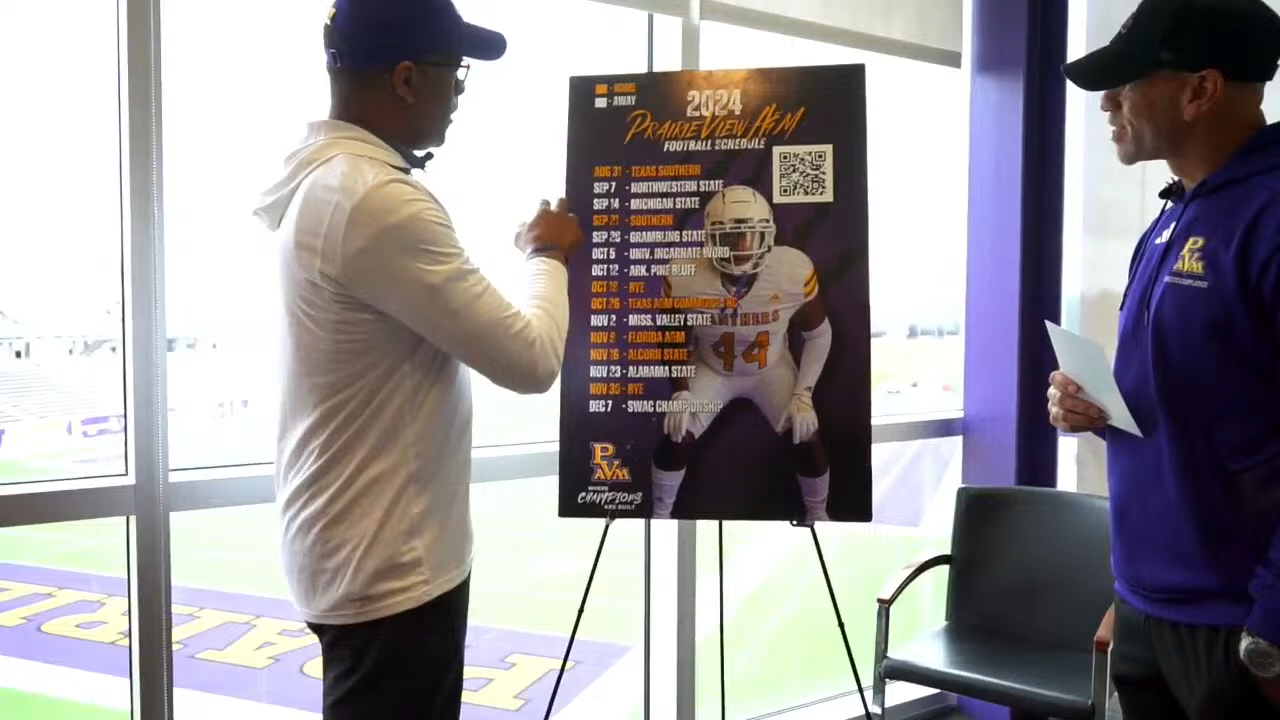 - HOME
- AWAY
2024
PRAIRIE VIEW A&M
FOOTBALL SCHEDULE
AUG 31 - TEXAS SOUTHERN
SEP 7 - NORTHWESTERN STATE
SEP 14 - MICHIGAN STATE
SEP 21 - SOUTHERN
SEP 28 - GRAMBLING STATE
OCT 5 - UNIV. INCARNATE WORD
OCT 12 - ARK. PINE BLUFF
OCT 19 - BYE
OCT 26 - TEXAS A&M COMMERCE - HC
NOV 2 - MISS. VALLEY STATE
NOV 9 - FLORIDA A&M
NOV 16 - ALCORN STATE
NOV 23 - ALABAMA STATE
NOV 30 - BYE
DEC 7 - SWAC CHAMPIONSHIP
PANTHERS
44
PVAM
WHERE
CHAMPIONS
ARE BUILT
PVAM
PRAIRIE